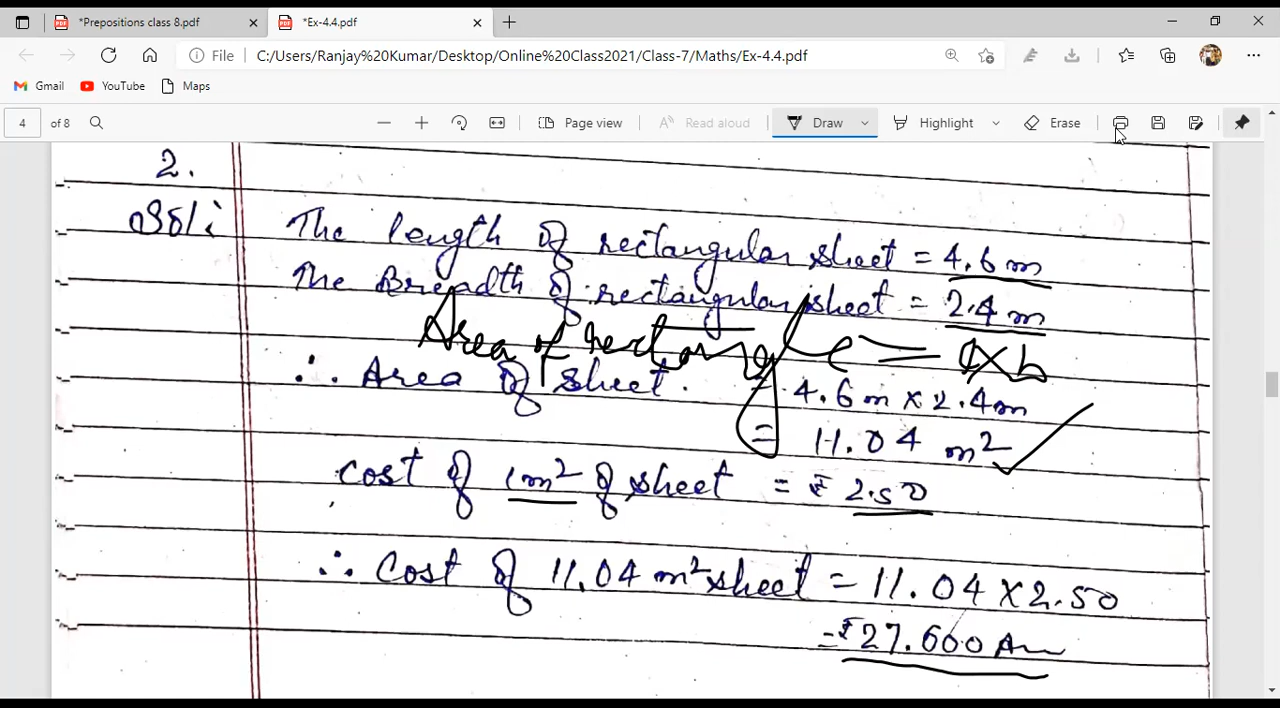 *Prepositions class 8.pdf
*Ex-4.4.pdf
File C:/Users/Ranjay%20Kumar/Desktop/Online%20Class2021/Class-7/Maths/Ex-4.4.pdf
Gmail YouTube Maps
4 of 8 Page view Read aloud Draw Highlight Erase
2.
Sol:
The length of rectangular sheet = 4.6 m
The Breadth of rectangular sheet = 2.4 m
Area of rectangle = l×b
∴ Area of sheet. = 4.6 m × 2.4m
= 11.04 m²
Cost of 1m² of sheet = ₹ 2.50
∴ Cost of 11.04 m² sheet = 11.04 × 2.50
= ₹ 27.600 An